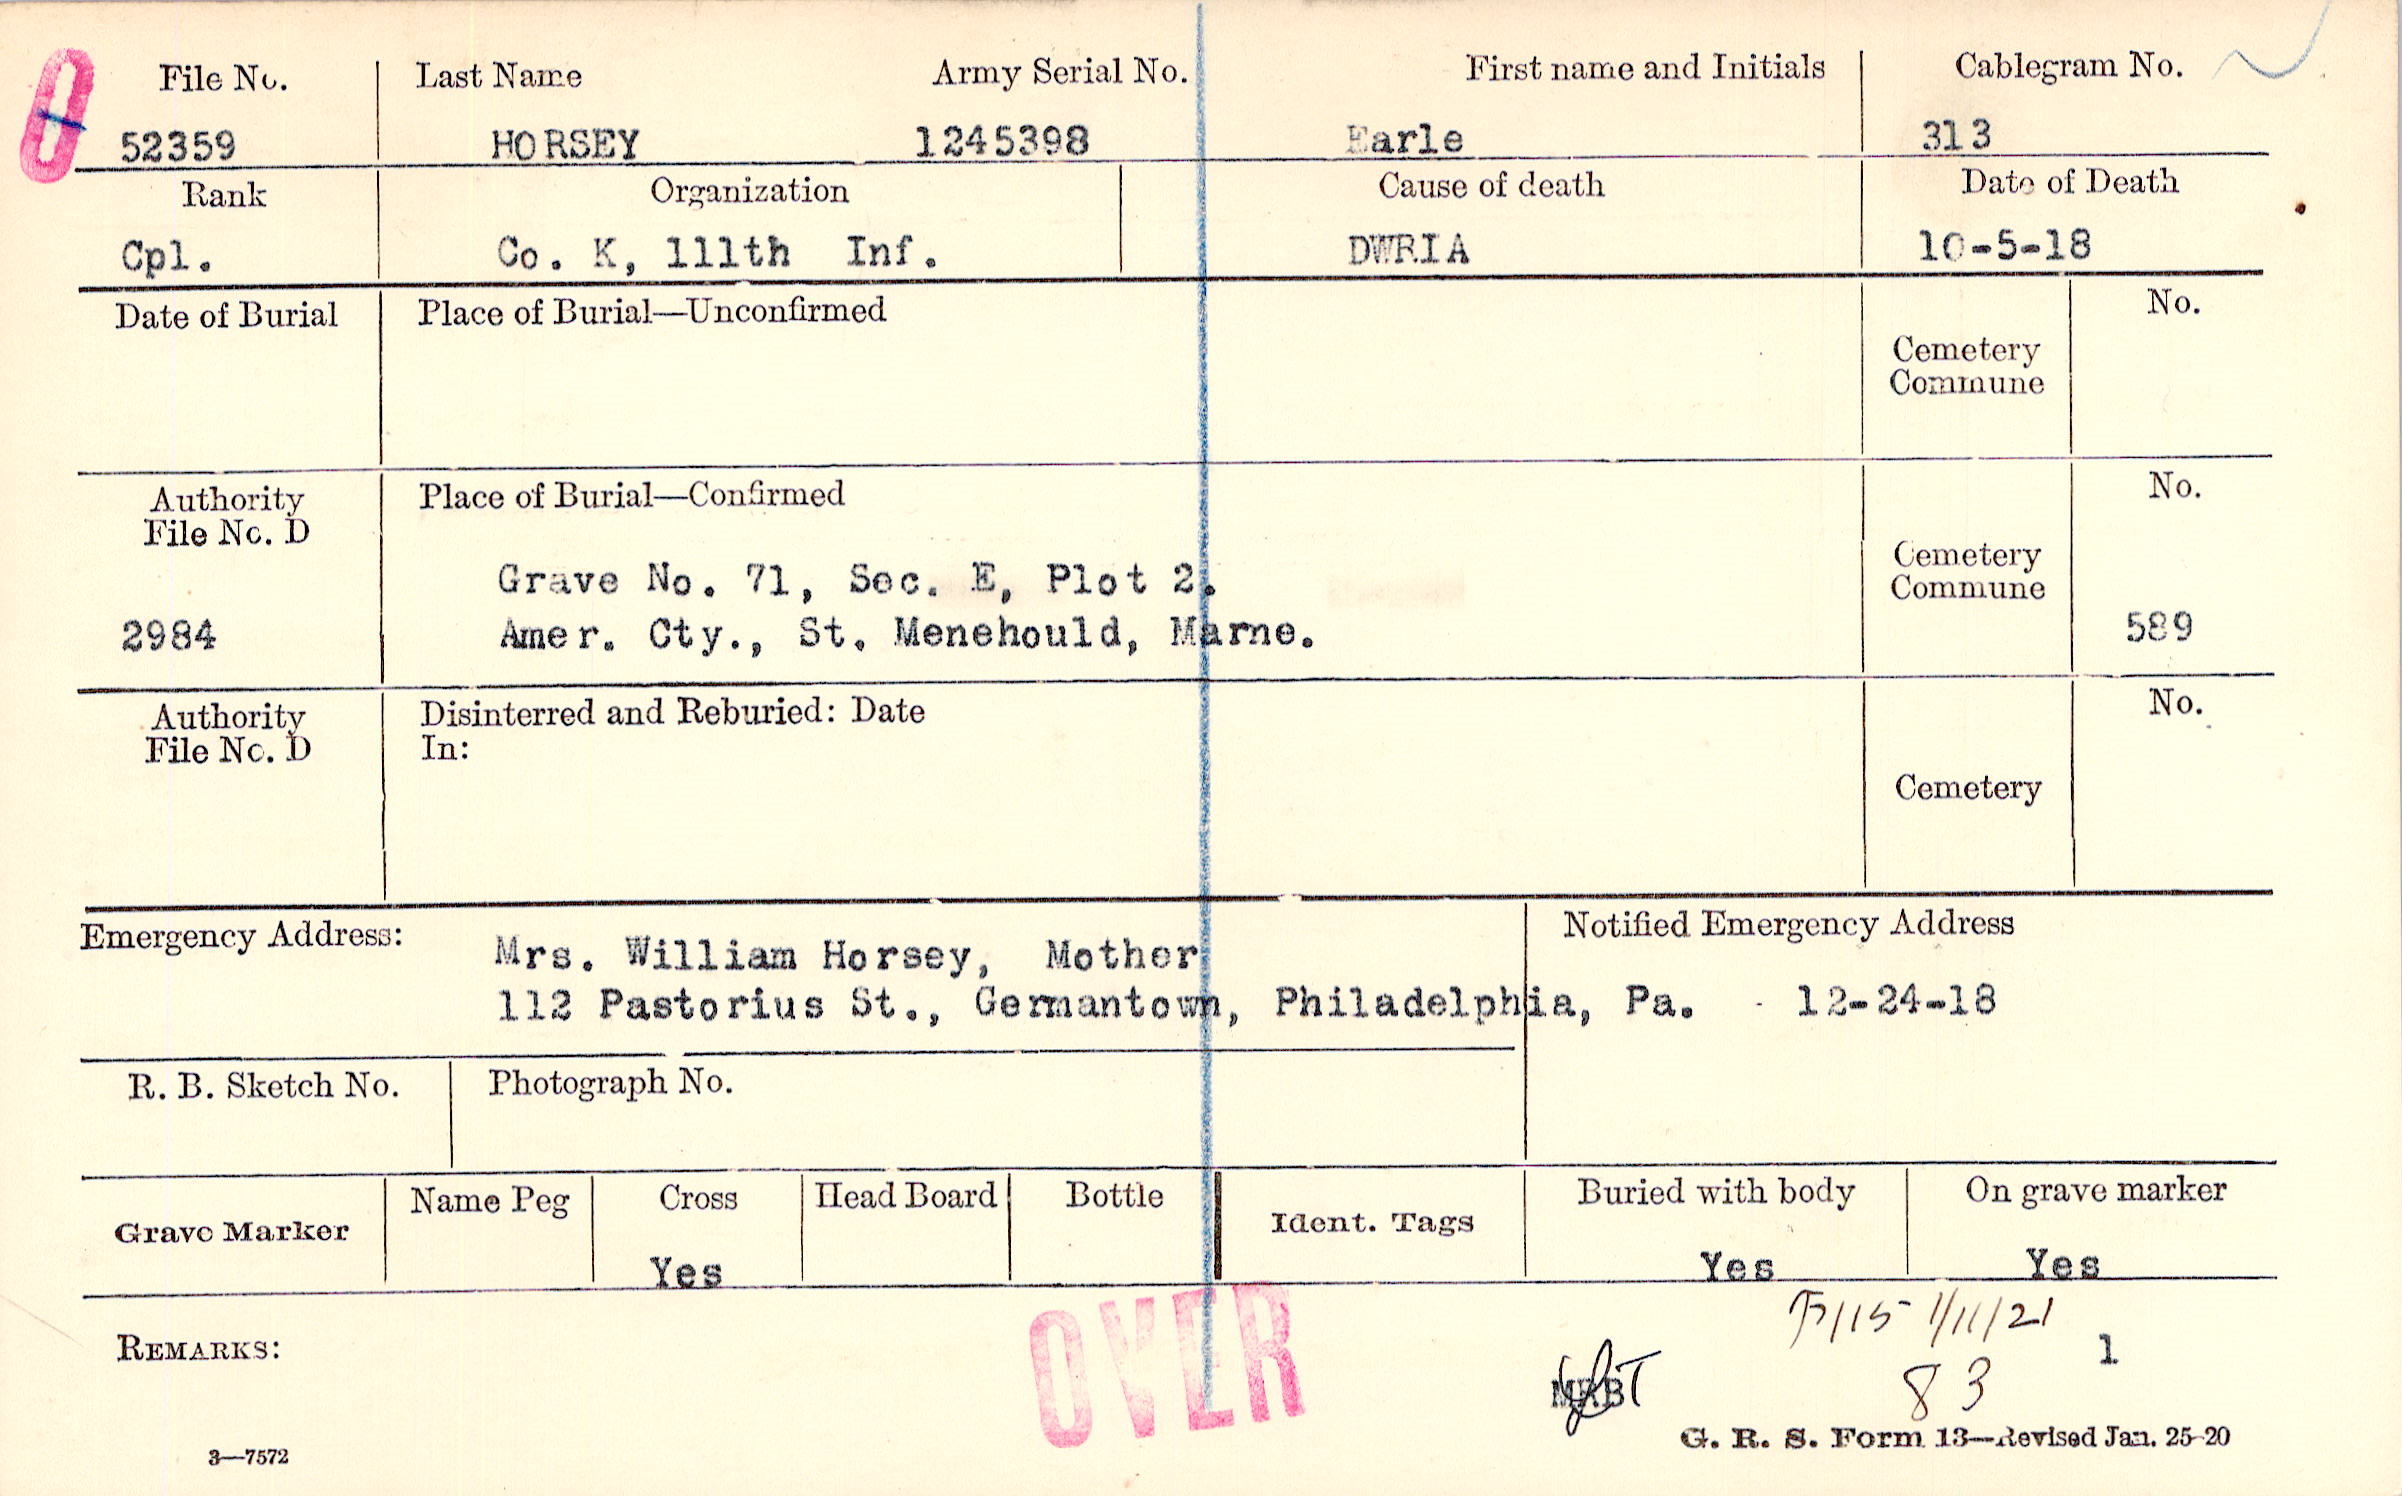 O
File No. Last Name Army Serial No. First name and Initials Cablegram No.
52359 HORSEY 1245398 Earle 313
Rank Organization Cause of death Date of Death
Cpl. Co. K, 111th Inf. DWRIA 10-5-18
Date of Burial Place of Burial—Unconfirmed No.
Cemetery
Commune
Authority Place of Burial—Confirmed No.
File No. D
Cemetery
Commune
Grave No. 71, Sec. E, Plot 2.
2984 Amer. Cty., St. Menehould, Marne. 589
Authority Disinterred and Reburied: Date No.
File No. D In:
Cemetery
Emergency Address: Notified Emergency Address
Mrs. William Horsey, Mother
112 Pastorius St., Germantown, Philadelphia, Pa. 12-24-18
R. B. Sketch No. Photograph No.
Grave Marker Name Peg Cross Head Board Bottle Ident. Tags Buried with body On grave marker
Yes Yes Yes
1/11/21
REMARKS: OVER 1
83
3—7572 G. R. S. Form 13—Revised Jan. 25-20